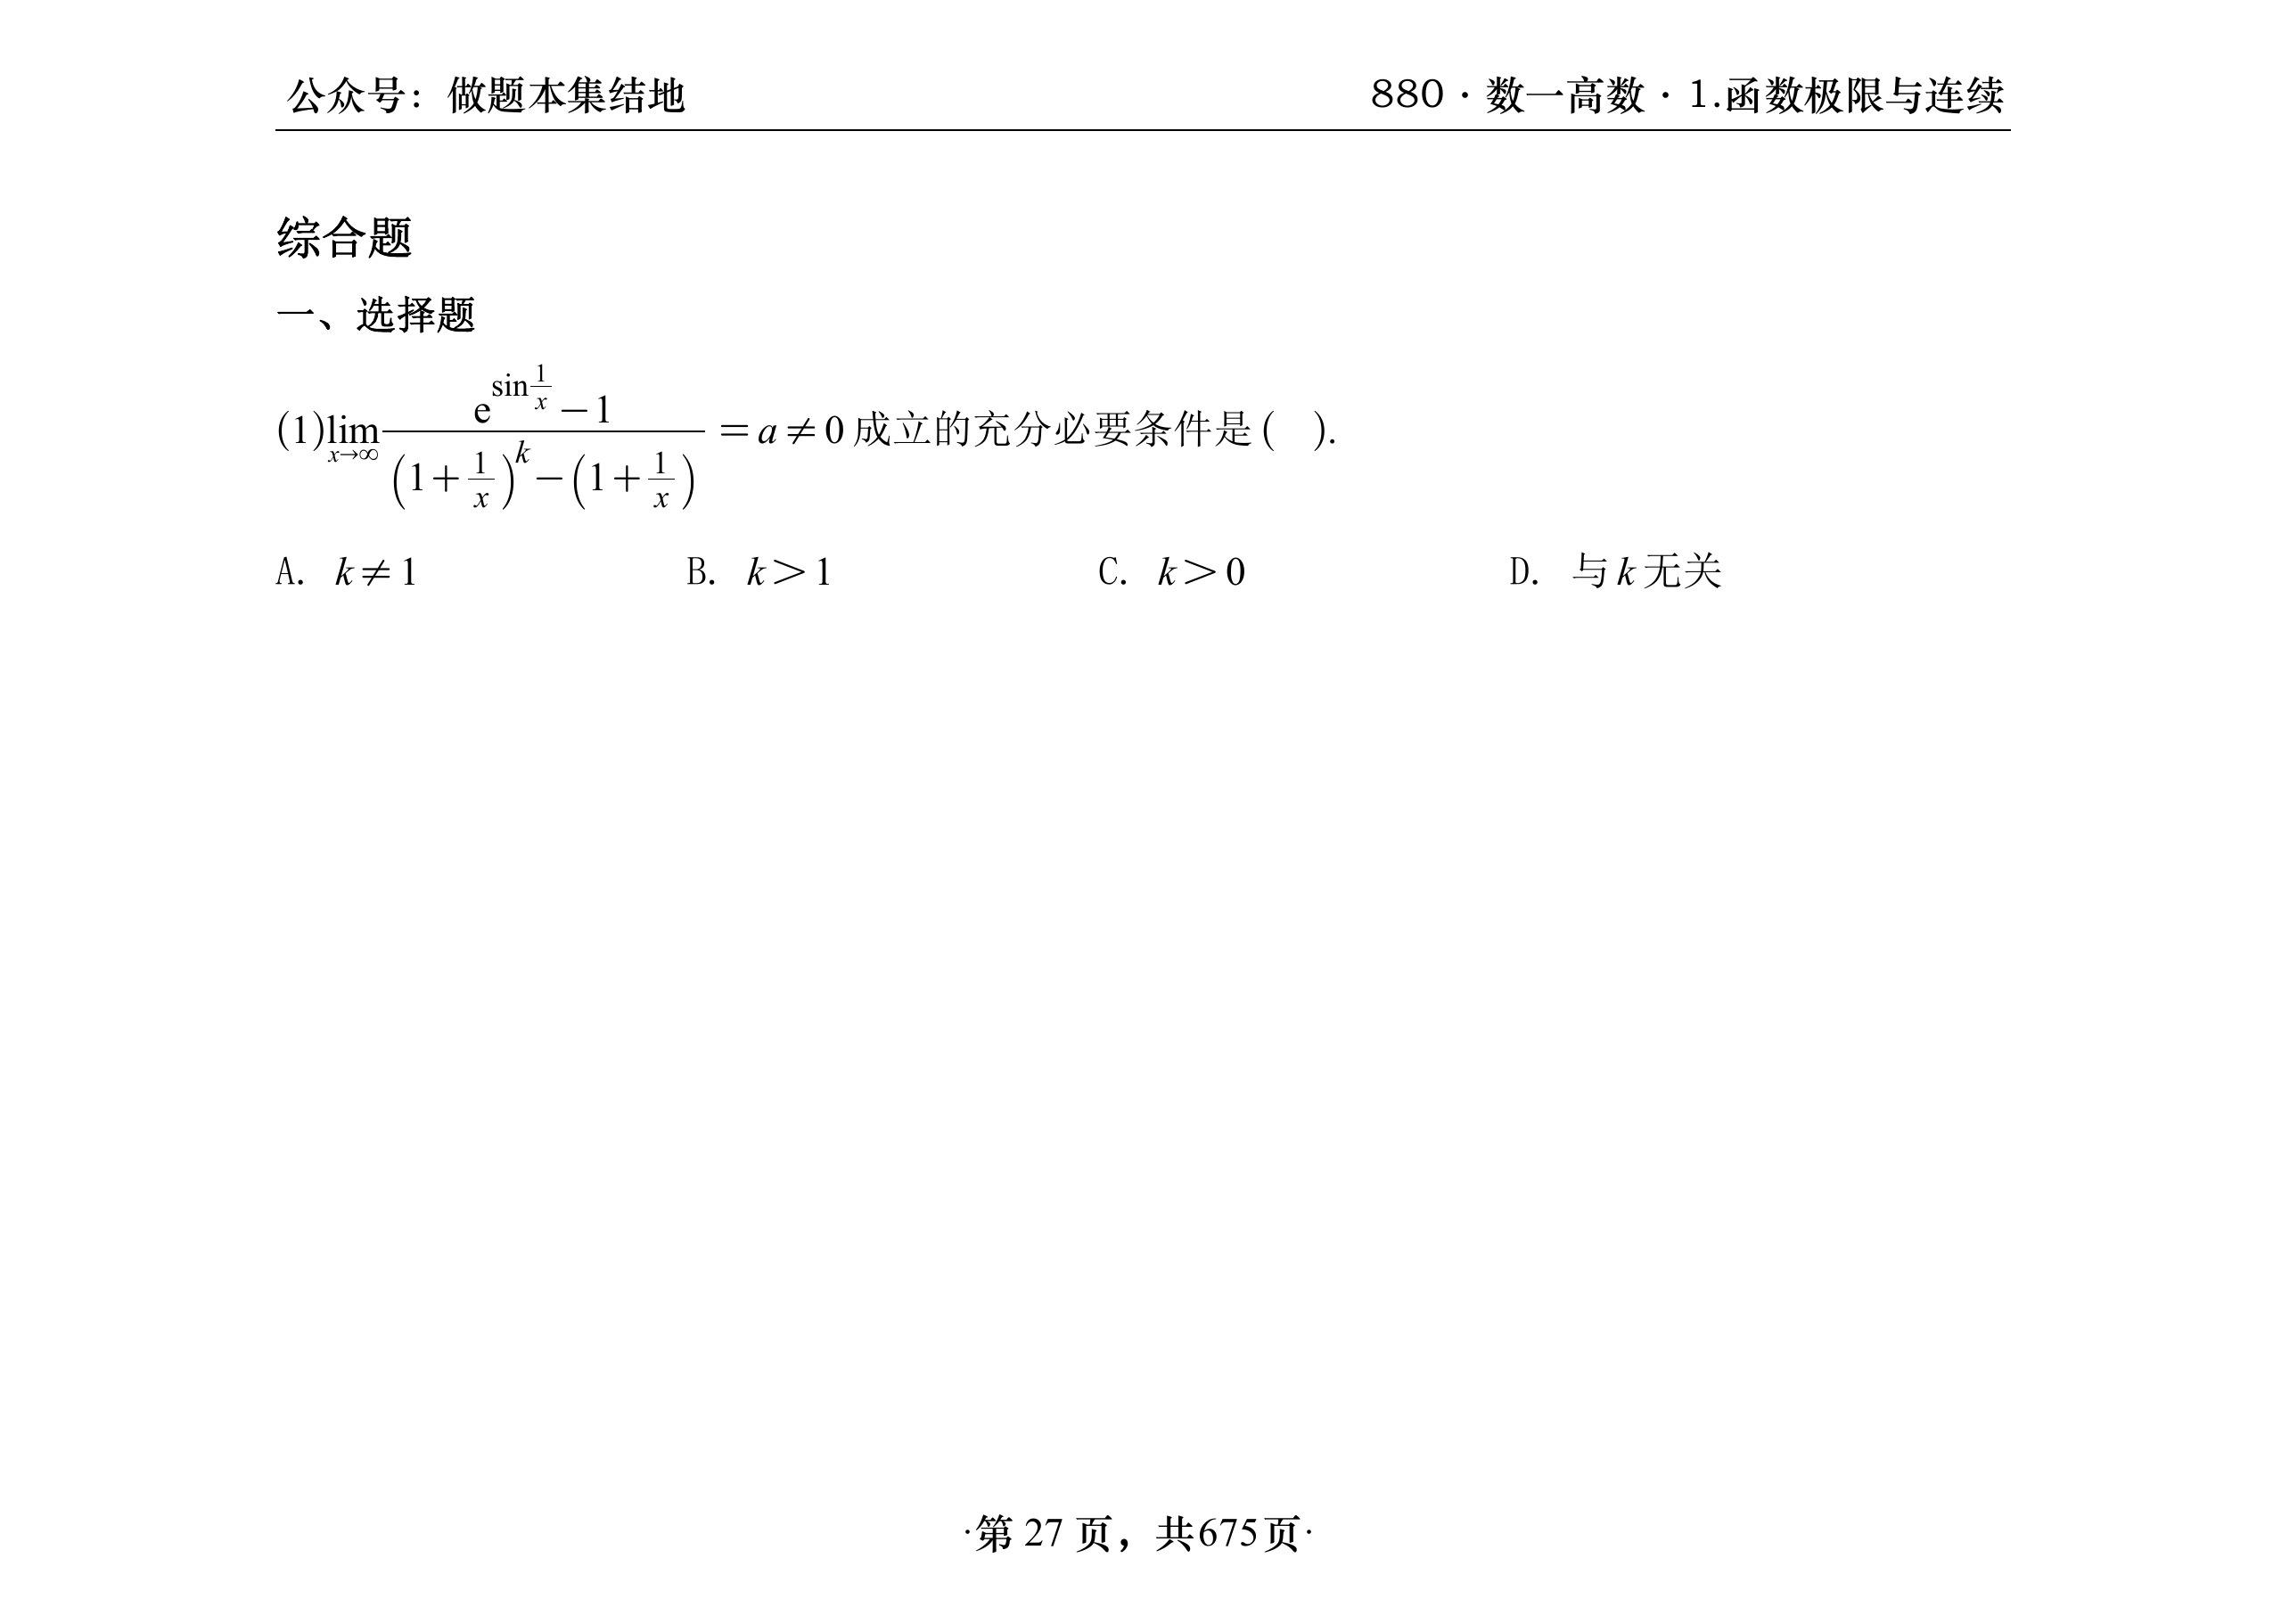 公众号：做题本集结地 880·数一高数·1.函数极限与连续
综合题
一、选择题
(1) $\lim\limits_{x\to\infty}\dfrac{e^{\sin\frac{1}{x}}-1}{\left(1+\frac{1}{x}\right)^k-\left(1+\frac{1}{x}\right)}=a\neq 0$ 成立的充分必要条件是( ).
A. k≠1 B. k>1 C. k>0 D. 与k无关
·第 27 页，共675页·